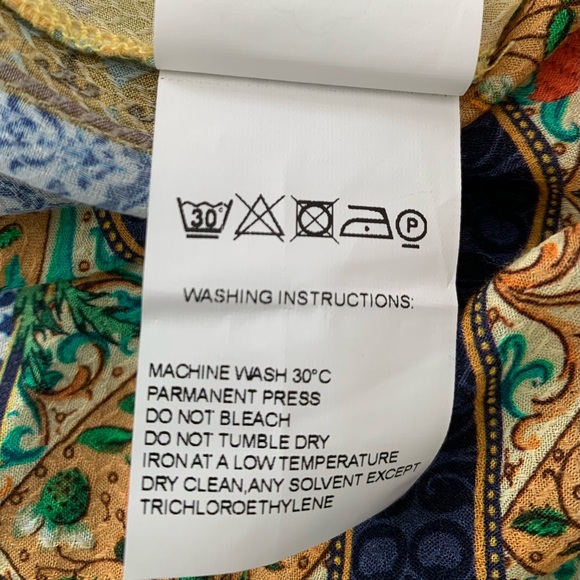 30° P
WASHING INSTRUCTIONS:
MACHINE WASH 30°C
PARMANENT PRESS
DO NOT BLEACH
DO NOT TUMBLE DRY
IRON AT A LOW TEMPERATURE
DRY CLEAN,ANY SOLVENT EXCEPT
TRICHLOROETHYLENE